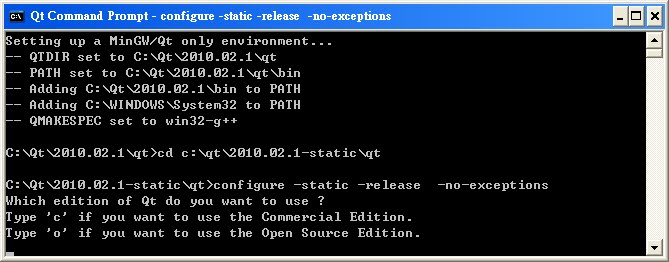 Qt Command Prompt - configure -static -release -no-exceptions
Setting up a MinGW/Qt only environment...
-- QTDIR set to C:\Qt\2010.02.1\qt
-- PATH set to C:\Qt\2010.02.1\qt\bin
-- Adding C:\Qt\2010.02.1\bin to PATH
-- Adding C:\WINDOWS\System32 to PATH
-- QMAKESPEC set to win32-g++
C:\Qt\2010.02.1\qt>cd c:\qt\2010.02.1-static\qt
C:\Qt\2010.02.1-static\qt>configure -static -release  -no-exceptions
Which edition of Qt do you want to use ?
Type 'c' if you want to use the Commercial Edition.
Type 'o' if you want to use the Open Source Edition.